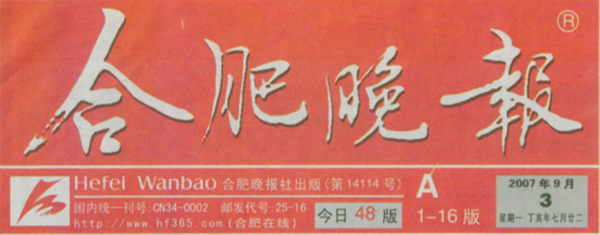 合肥晚報 ®
Hefei Wanbao 合肥晚报社出版(第14114号)
国内统一刊号:CN34-0002 邮发代号:25-16
http://www.hf365.com(合肥在线)
今日48版
A
1-16版
2007年9月
3
星期一 丁亥年七月廿二